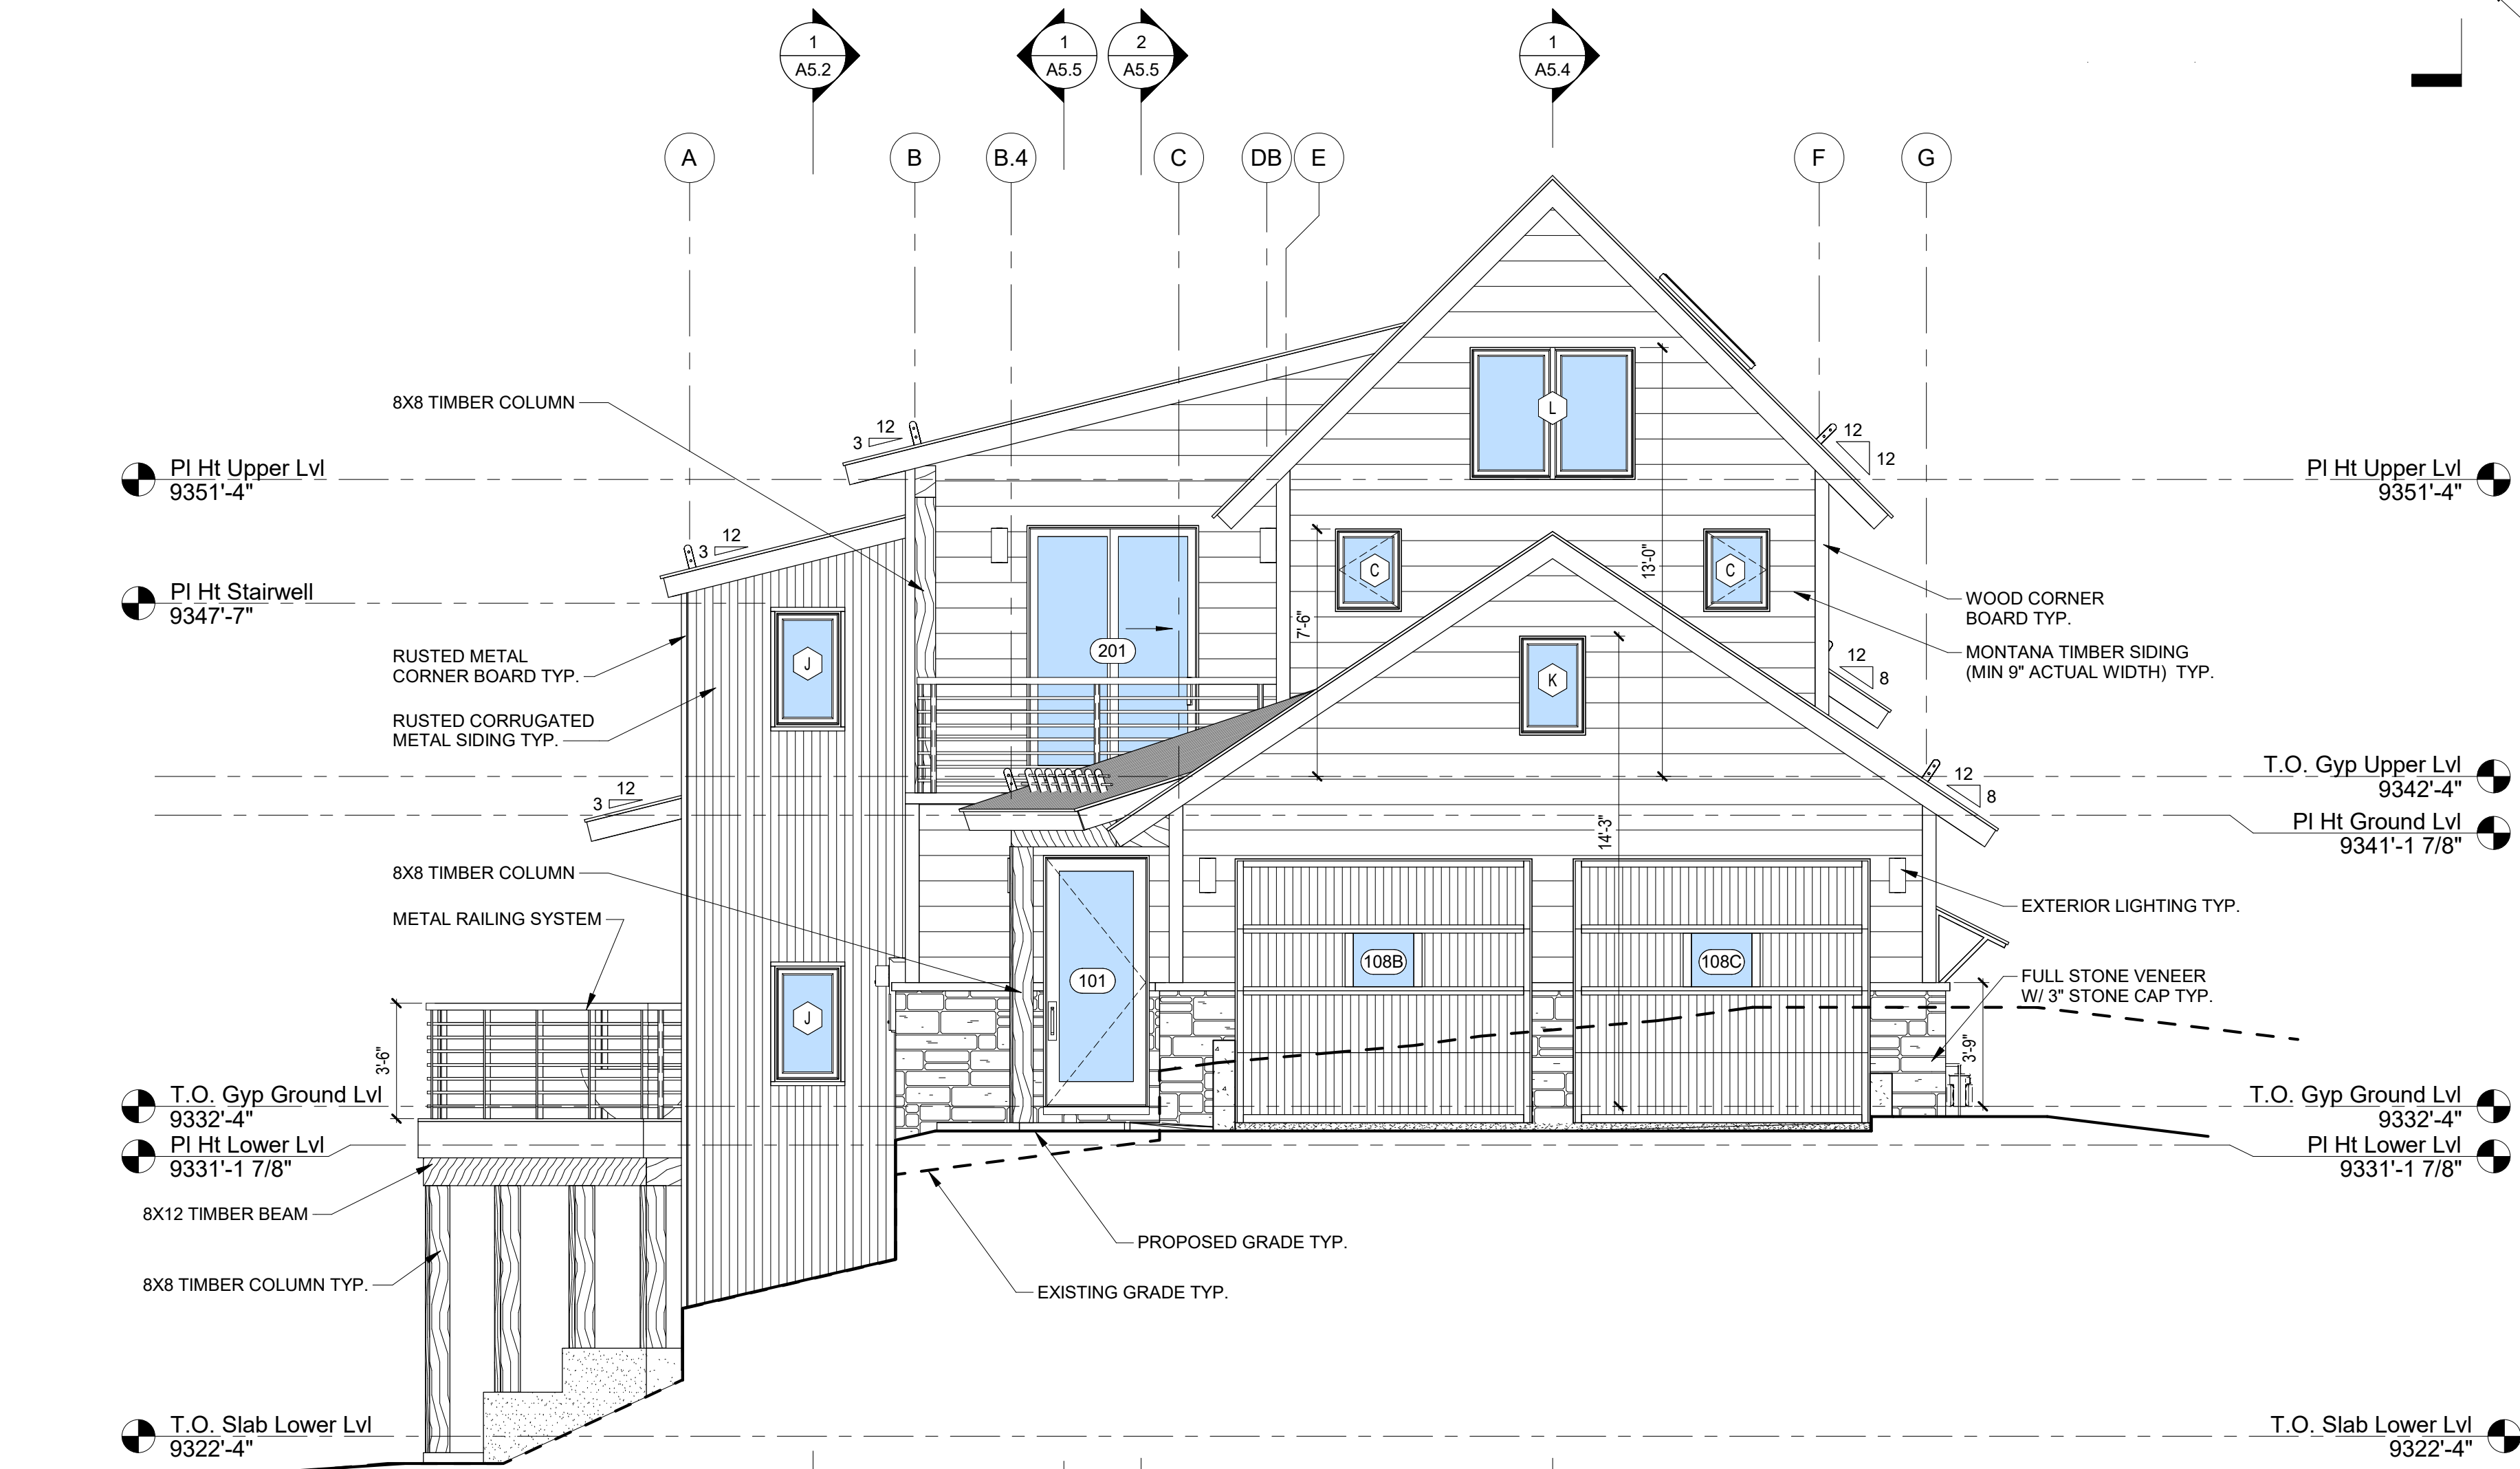 1
A5.2
1
A5.5
2
A5.5
1
A5.4
A
B
B.4
C
DB
E
F
G
8X8 TIMBER COLUMN
12
3
12
12
Pl Ht Upper Lvl
9351'-4"
Pl Ht Upper Lvl
9351'-4"
L
12
3
C
C
13'-0"
7'-6"
Pl Ht Stairwell
9347'-7"
WOOD CORNER
BOARD TYP.
RUSTED METAL
CORNER BOARD TYP.
J
201
K
MONTANA TIMBER SIDING
(MIN 9" ACTUAL WIDTH) TYP.
12
8
RUSTED CORRUGATED
METAL SIDING TYP.
T.O. Gyp Upper Lvl
9342'-4"
12
8
12
3
14'-3"
Pl Ht Ground Lvl
9341'-1 7/8"
8X8 TIMBER COLUMN
METAL RAILING SYSTEM
EXTERIOR LIGHTING TYP.
101
108B
108C
FULL STONE VENEER
W/ 3" STONE CAP TYP.
J
3'-6"
3'-9"
T.O. Gyp Ground Lvl
9332'-4"
T.O. Gyp Ground Lvl
9332'-4"
Pl Ht Lower Lvl
9331'-1 7/8"
Pl Ht Lower Lvl
9331'-1 7/8"
8X12 TIMBER BEAM
PROPOSED GRADE TYP.
8X8 TIMBER COLUMN TYP.
EXISTING GRADE TYP.
T.O. Slab Lower Lvl
9322'-4"
T.O. Slab Lower Lvl
9322'-4"